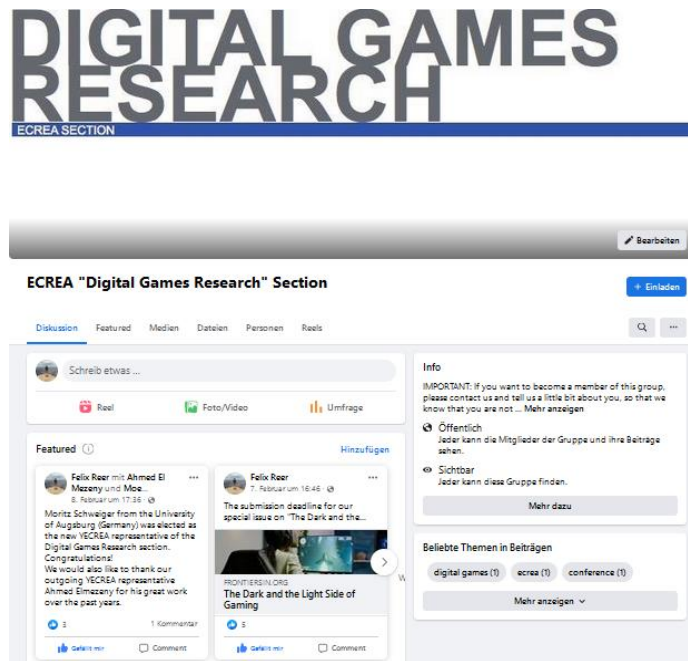 DIGITAL GAMES
RESEARCH
ECREA SECTION
Bearbeiten
ECREA "Digital Games Research" Section
+ Einladen
Diskussion Featured Medien Dateien Personen Reels
Schreib etwas ...
Reel Foto/Video Umfrage
Featured
Hinzufügen
Felix Reer mit Ahmed El
Mezeny und Moe...
8. Februar um 17:36
Moritz Schweiger from the University
of Augsburg (Germany) was elected as
the new YECREA representative of the
Digital Games Research section.
Congratulations!
We would also like to thank our
outgoing YECREA representative
Ahmed Elmezeny for his great work
over the past years.
3 1 Kommentar
Gefällt mir Comment
Felix Reer
7. Februar um 16:46
The submission deadline for our
special issue on "The Dark and the...
FRONTIERSIN.ORG
The Dark and the Light Side of
Gaming
5
Gefällt mir Comment
W
Info
IMPORTANT: If you want to become a member of this group,
please contact us and tell us a little bit about you, so that we
know that you are not ... Mehr anzeigen
Öffentlich
Jeder kann die Mitglieder der Gruppe und ihre Beiträge
sehen.
Sichtbar
Jeder kann diese Gruppe finden.
Mehr dazu
Beliebte Themen in Beiträgen
digital games (1) ecrea (1) conference (1)
Mehr anzeigen